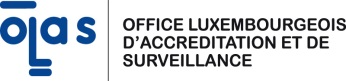 olas
OFFICE LUXEMBOURGEOIS
D'ACCREDITATION ET DE
SURVEILLANCE